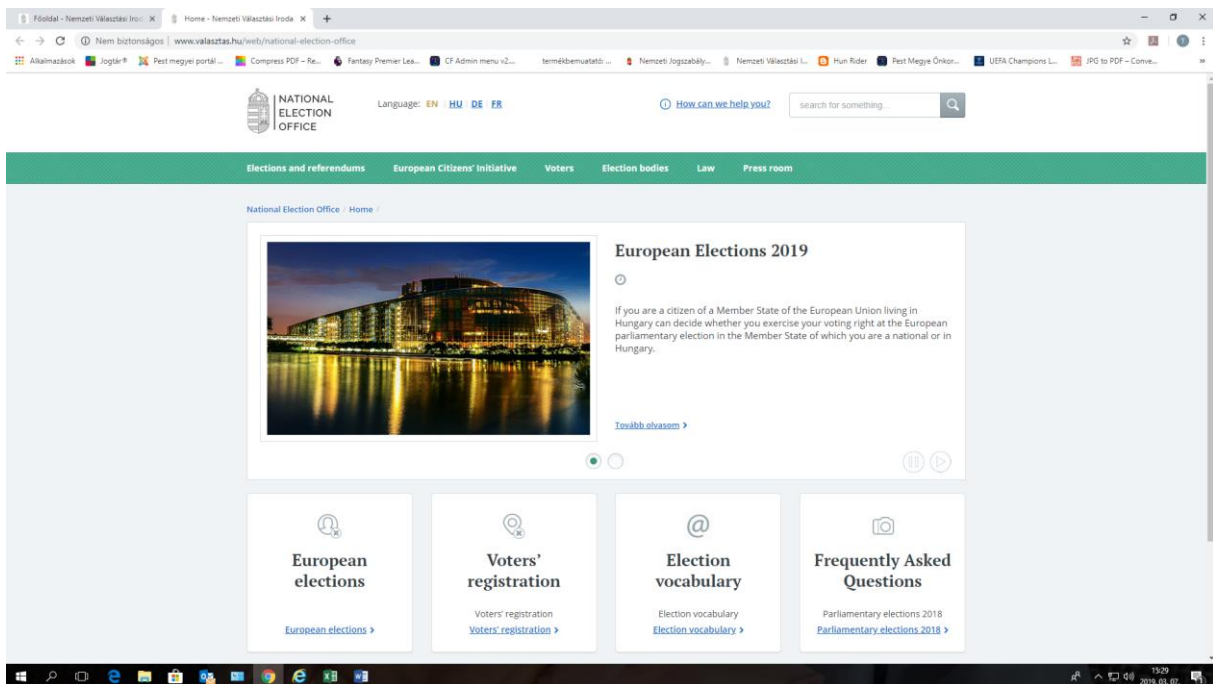 Főoldal - Nemzeti Választási Irod
Home - Nemzeti Választási Iroda
Nem biztonságos | www.valasztas.hu/web/national-election-office
Alkalmazások Jogtár® Pest megyei portál ... Compress PDF – Re... Fantasy Premier Lea... CF Admin menu v2... termékbemuatató: ... Nemzeti Jogszabály... Nemzeti Választási I... Hun Rider Pest Megye Önkor... UEFA Champions L... JPG to PDF – Conve... »
NATIONAL
ELECTION
OFFICE
Language: EN HU DE FR
How can we help you?
search for something...
Elections and referendums European Citizens' Initiative Voters Election bodies Law Press room
National Election Office / Home /
European Elections 2019
If you are a citizen of a Member State of the European Union living in
Hungary can decide whether you exercise your voting right at the European
parliamentary election in the Member State of which you are a national or in
Hungary.
Tovább olvasom >
European
elections
European elections >
Voters'
registration
Voters' registration
Voters' registration >
@
Election
vocabulary
Election vocabulary
Election vocabulary >
Frequently Asked
Questions
Parliamentary elections 2018
Parliamentary elections 2018 >
15:29
2019. 03. 07.